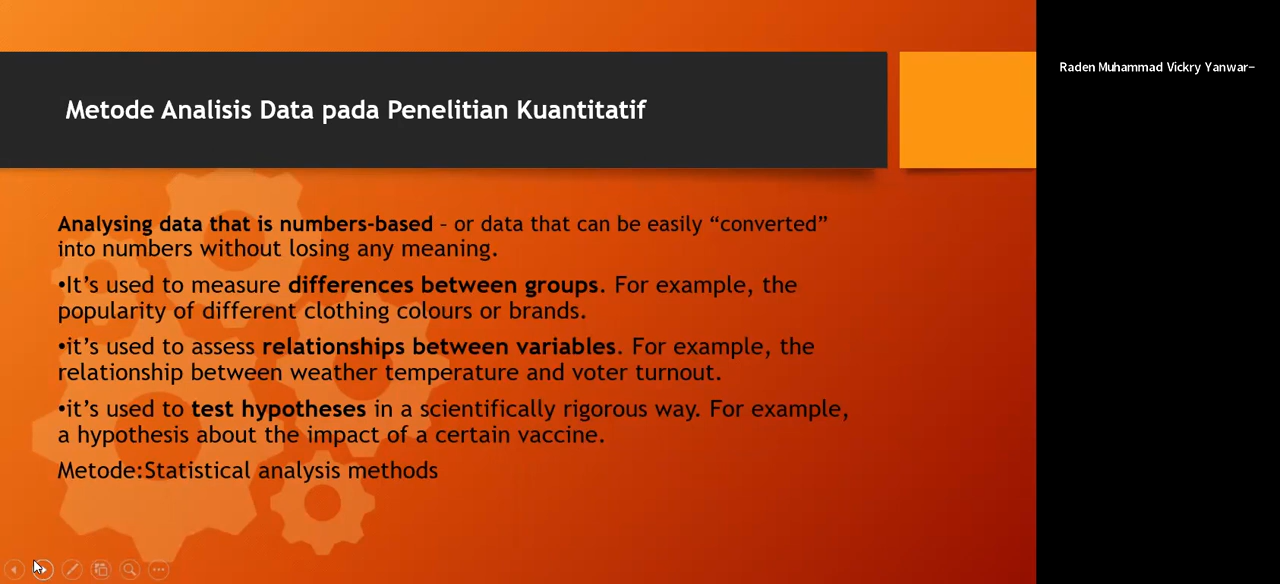 Metode Analisis Data pada Penelitian Kuantitatif
Raden Muhammad Vickry Yanwar–
Analysing data that is numbers-based – or data that can be easily “converted”
into numbers without losing any meaning.
•It’s used to measure differences between groups. For example, the
popularity of different clothing colours or brands.
•it’s used to assess relationships between variables. For example, the
relationship between weather temperature and voter turnout.
•it’s used to test hypotheses in a scientifically rigorous way. For example,
a hypothesis about the impact of a certain vaccine.
Metode:Statistical analysis methods